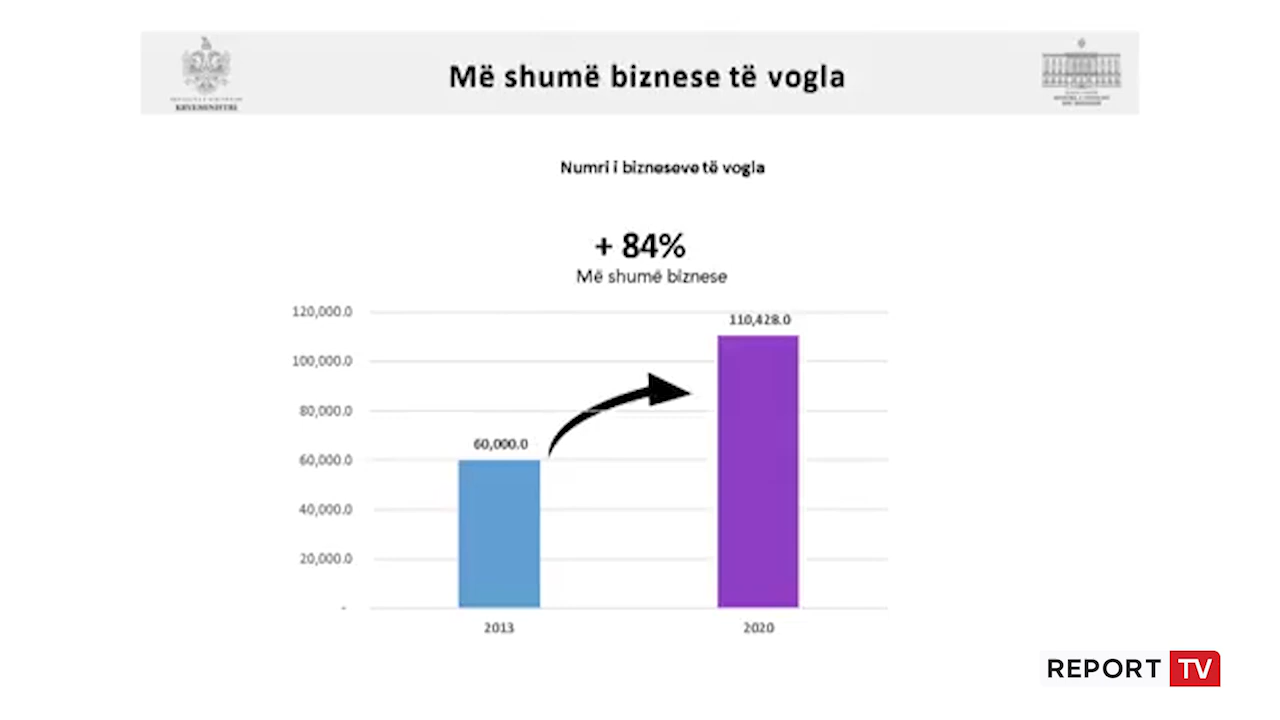 Më shumë biznese të vogla
KRYEMINISTRI
Numri i bizneseve të vogla
+ 84%
Më shumë biznese
120,000.0
100,000.0
80,000.0
60,000.0
40,000.0
20,000.0
-
60,000.0
110,428.0
2013
2020
REPORT TV